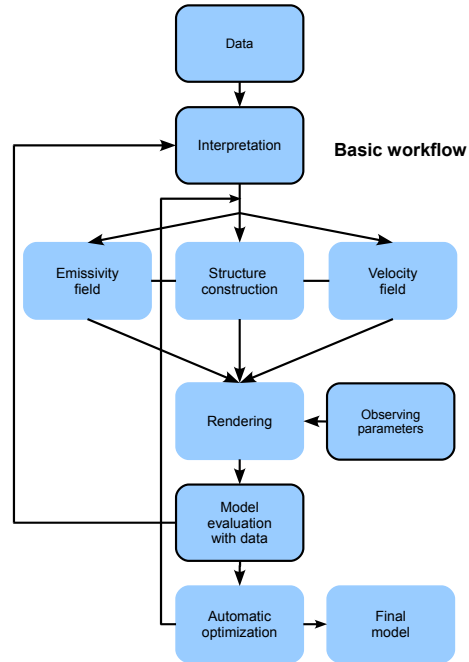 Data
Interpretation
Basic workflow
Emissivity
field
Structure
construction
Velocity
field
Rendering
Observing
parameters
Model
evaluation
with data
Automatic
optimization
Final
model